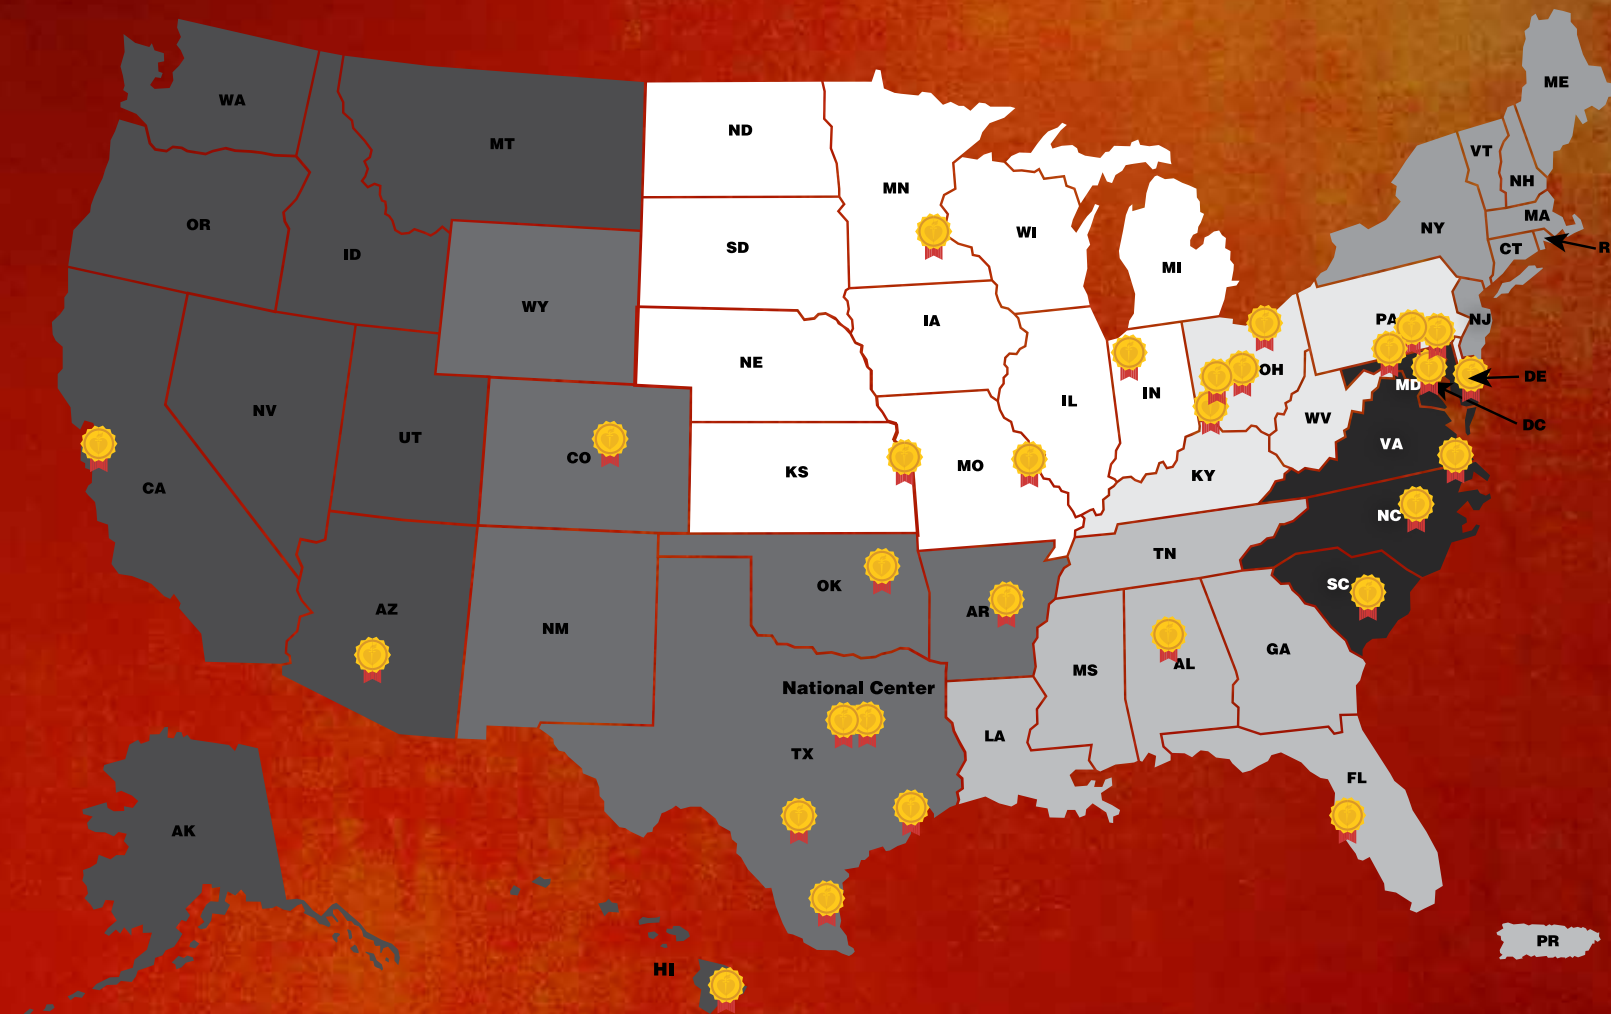 ME
WA
ND
MT
VT
NH
MN
MA
OR
NY
WI
R
SD
CT
ID
MI
WY
IA
PA
NJ
NE
OH
DE
MD
IN
IL
NV
WV
DC
UT
VA
CO
MO
KS
KY
CA
NC
TN
OK
SC
AZ
AR
NM
GA
AL
MS
National Center
LA
TX
FL
AK
PR
HI